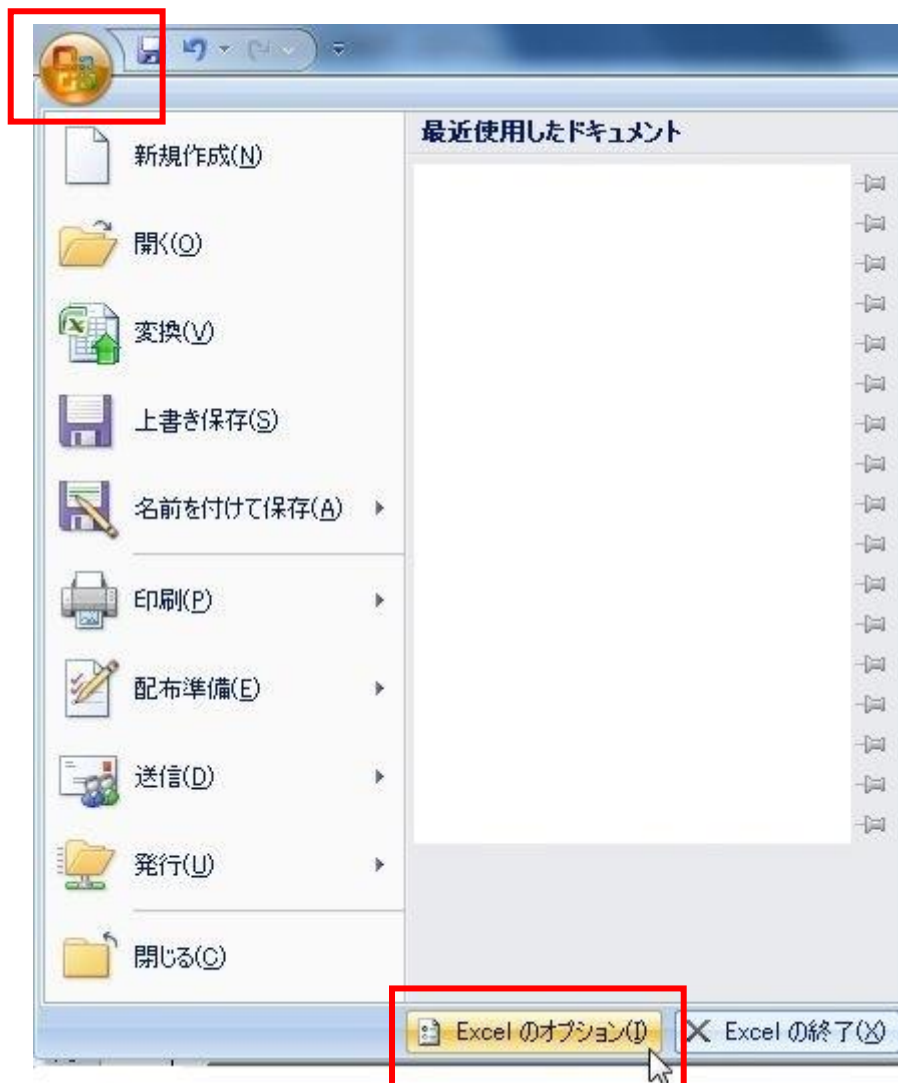 最近使用したドキュメント
新規作成(N)
開く(O)
変換(V)
上書き保存(S)
名前を付けて保存(A)
印刷(P)
配布準備(E)
送信(D)
発行(U)
閉じる(C)
Excel のオプション(I)
Excel の終了(X)